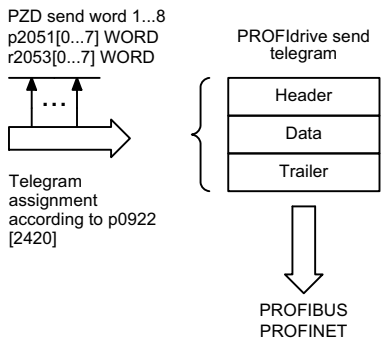 PZD send word 1...8
p2051[0...7] WORD
r2053[0...7] WORD
...
Telegram
assignment
according to p0922
[2420]
PROFIdrive send
telegram
Header
Data
Trailer
PROFIBUS
PROFINET